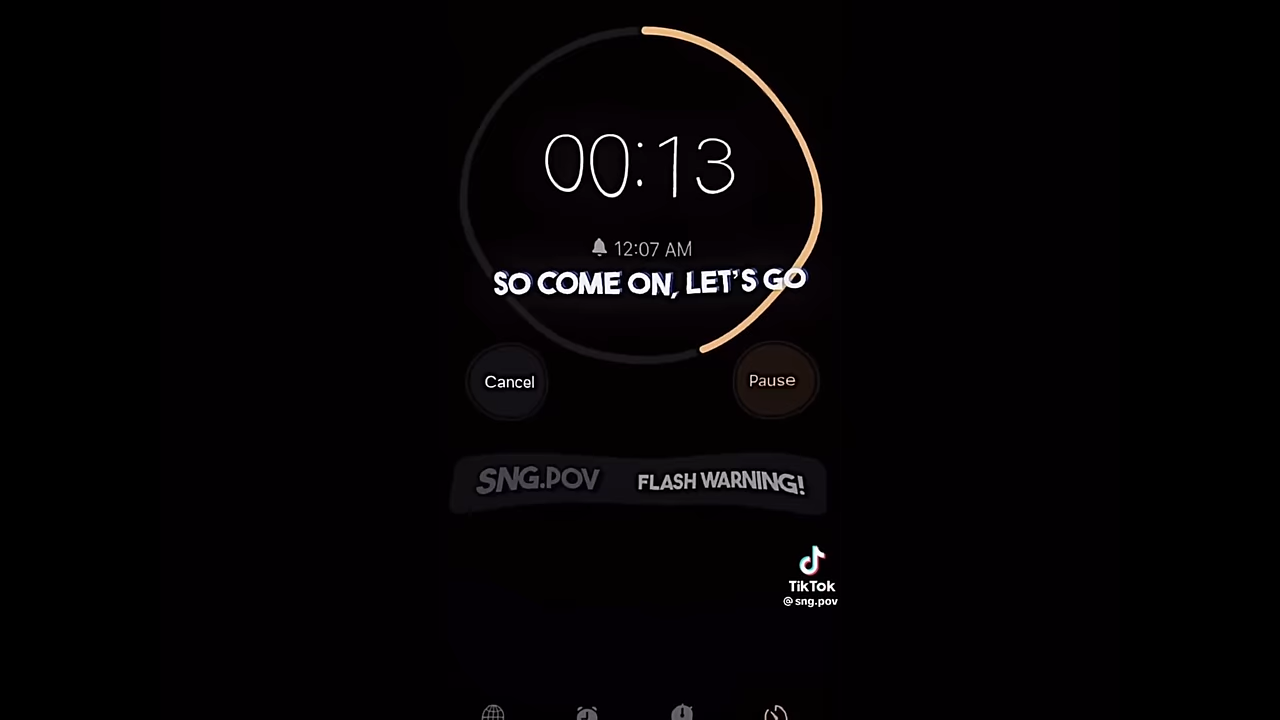 00:13
12:07 AM
SO COME ON, LET'S GO
Cancel
Pause
SNG.POV
FLASH WARNING!
TikTok
@sng.pov